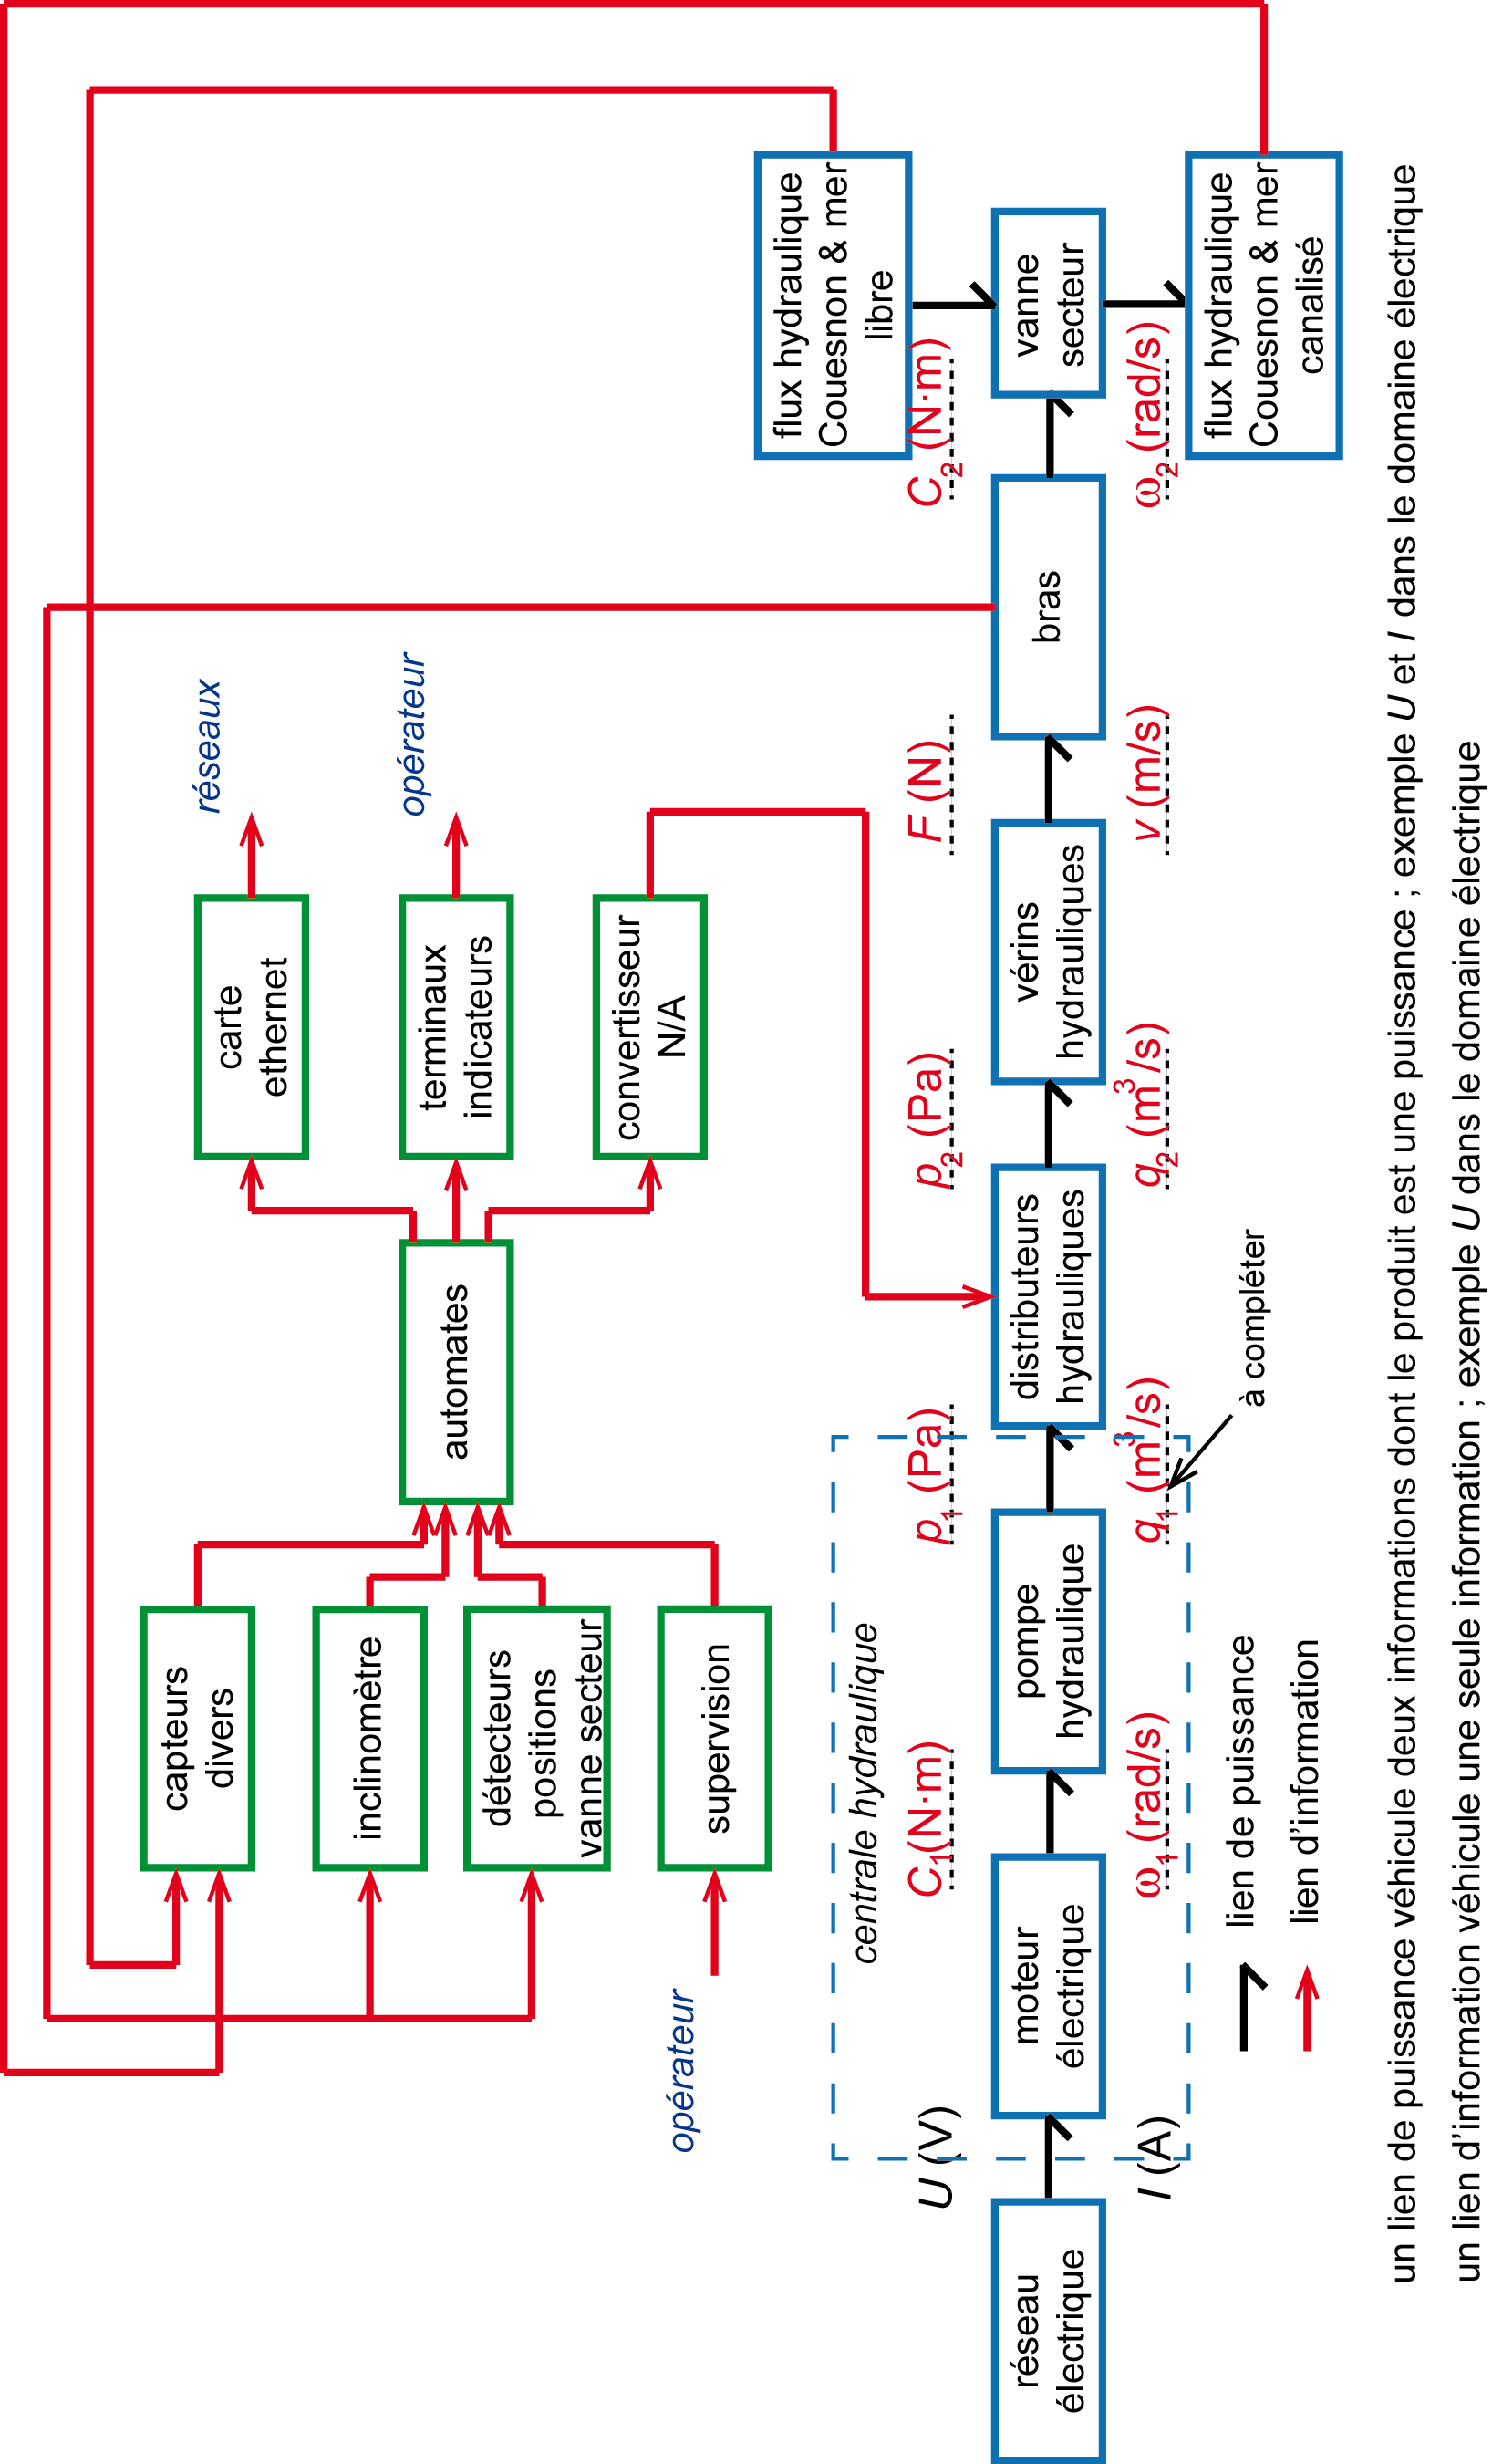 capteurs
divers
inclinomètre
détecteurs
positions
vanne secteur
supervision
opérateur
automates
carte
ethernet
terminaux
indicateurs
convertisseur
N/A
réseaux
opérateur
centrale hydraulique
U (V)
I (A)
C1(N·m)
ω1 (rad/s)
p1 (Pa)
q1 (m³/s)
p2 (Pa)
q2 (m³/s)
F (N)
v (m/s)
C2 (N·m)
ω2 (rad/s)
réseau
électrique
moteur
électrique
pompe
hydraulique
distributeurs
hydrauliques
vérins
hydrauliques
bras
vanne
secteur
flux hydraulique
Couesnon & mer
libre
flux hydraulique
Couesnon & mer
canalisé
à compléter
lien de puissance
lien d'information
un lien de puissance véhicule deux informations dont le produit est une puissance ; exemple U et I dans le domaine électrique
un lien d'information véhicule une seule information ; exemple U dans le domaine électrique